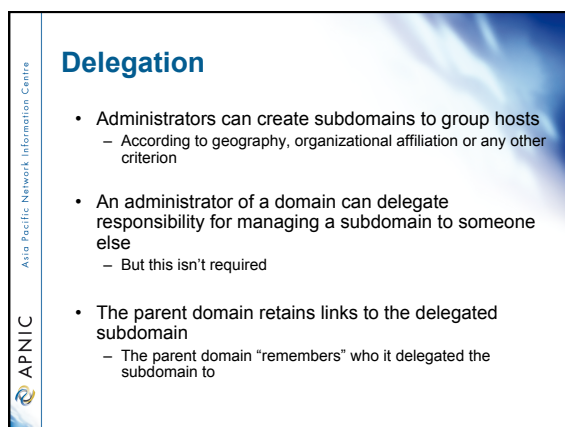 Delegation
• Administrators can create subdomains to group hosts
– According to geography, organizational affiliation or any other
criterion
• An administrator of a domain can delegate
responsibility for managing a subdomain to someone
else
– But this isn't required
• The parent domain retains links to the delegated
subdomain
– The parent domain “remembers” who it delegated the
subdomain to
Asia Pacific Network Information Centre
APNIC